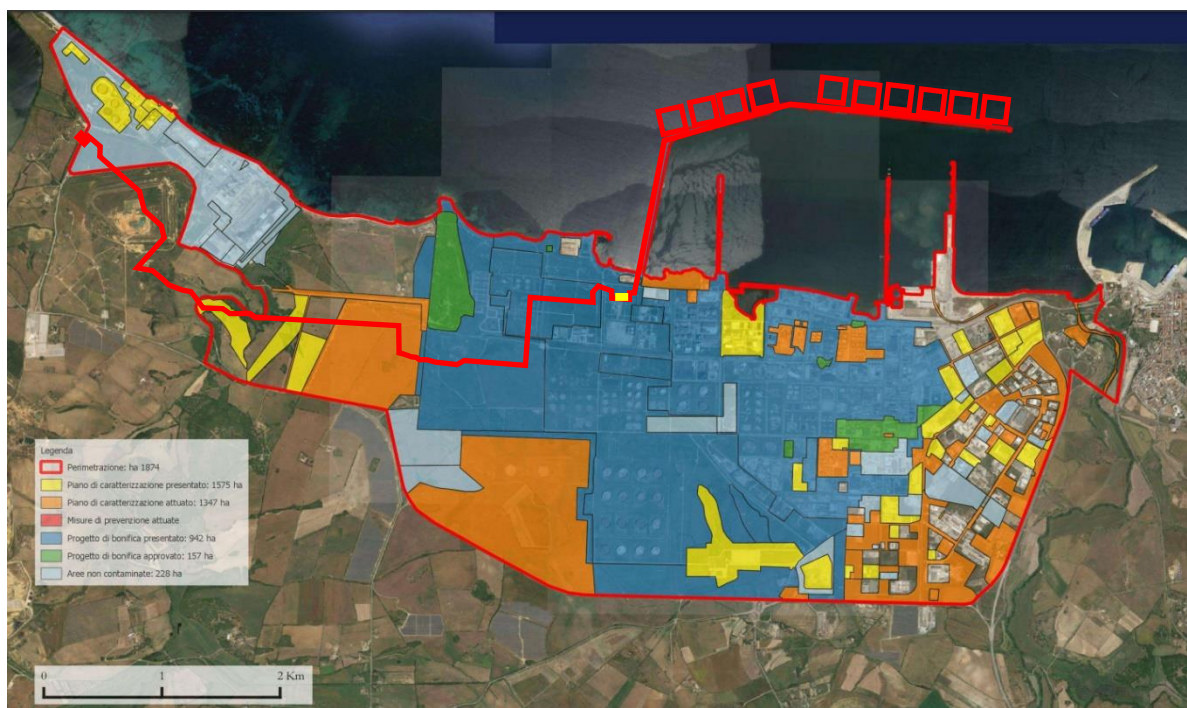 Legenda
Perimetrazione: ha 1874
Piano di caratterizzazione presentato: 1575 ha
Piano di caratterizzazione attuato: 1347 ha
Misure di prevenzione attuate
Progetto di bonifica presentato: 942 ha
Progetto di bonifica approvato: 157 ha
Aree non contaminate: 228 ha
0 1 2 Km